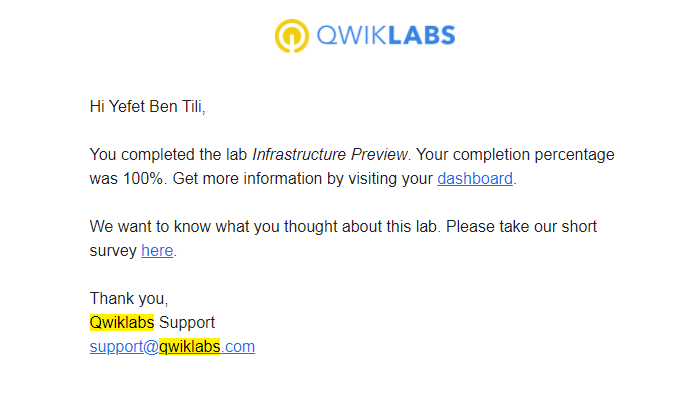 QWIKLABS
Hi Yefet Ben Tili,
You completed the lab Infrastructure Preview. Your completion percentage
was 100%. Get more information by visiting your dashboard.
We want to know what you thought about this lab. Please take our short
survey here.
Thank you,
Qwiklabs Support
support@qwiklabs.com